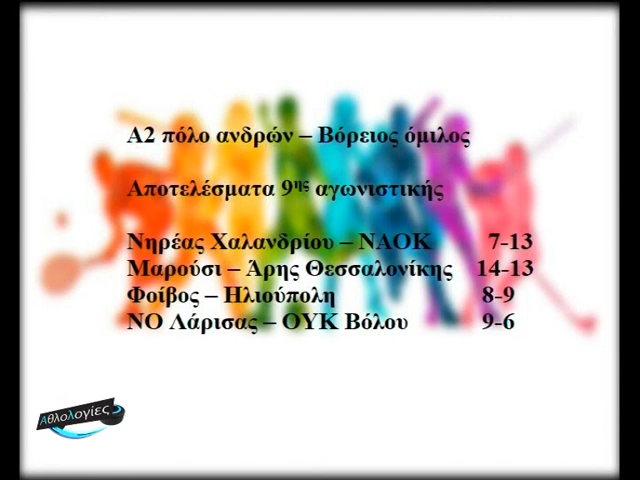 Α2 πόλο ανδρών – Βόρειος όμιλος
Αποτελέσματα 9ης αγωνιστικής
Νηρέας Χαλανδρίου – ΝΑΟΚ 7-13
Μαρούσι – Άρης Θεσσαλονίκης 14-13
Φοίβος – Ηλιούπολη 8-9
ΝΟ Λάρισας – ΟΥΚ Βόλου 9-6
Αθλολογίες